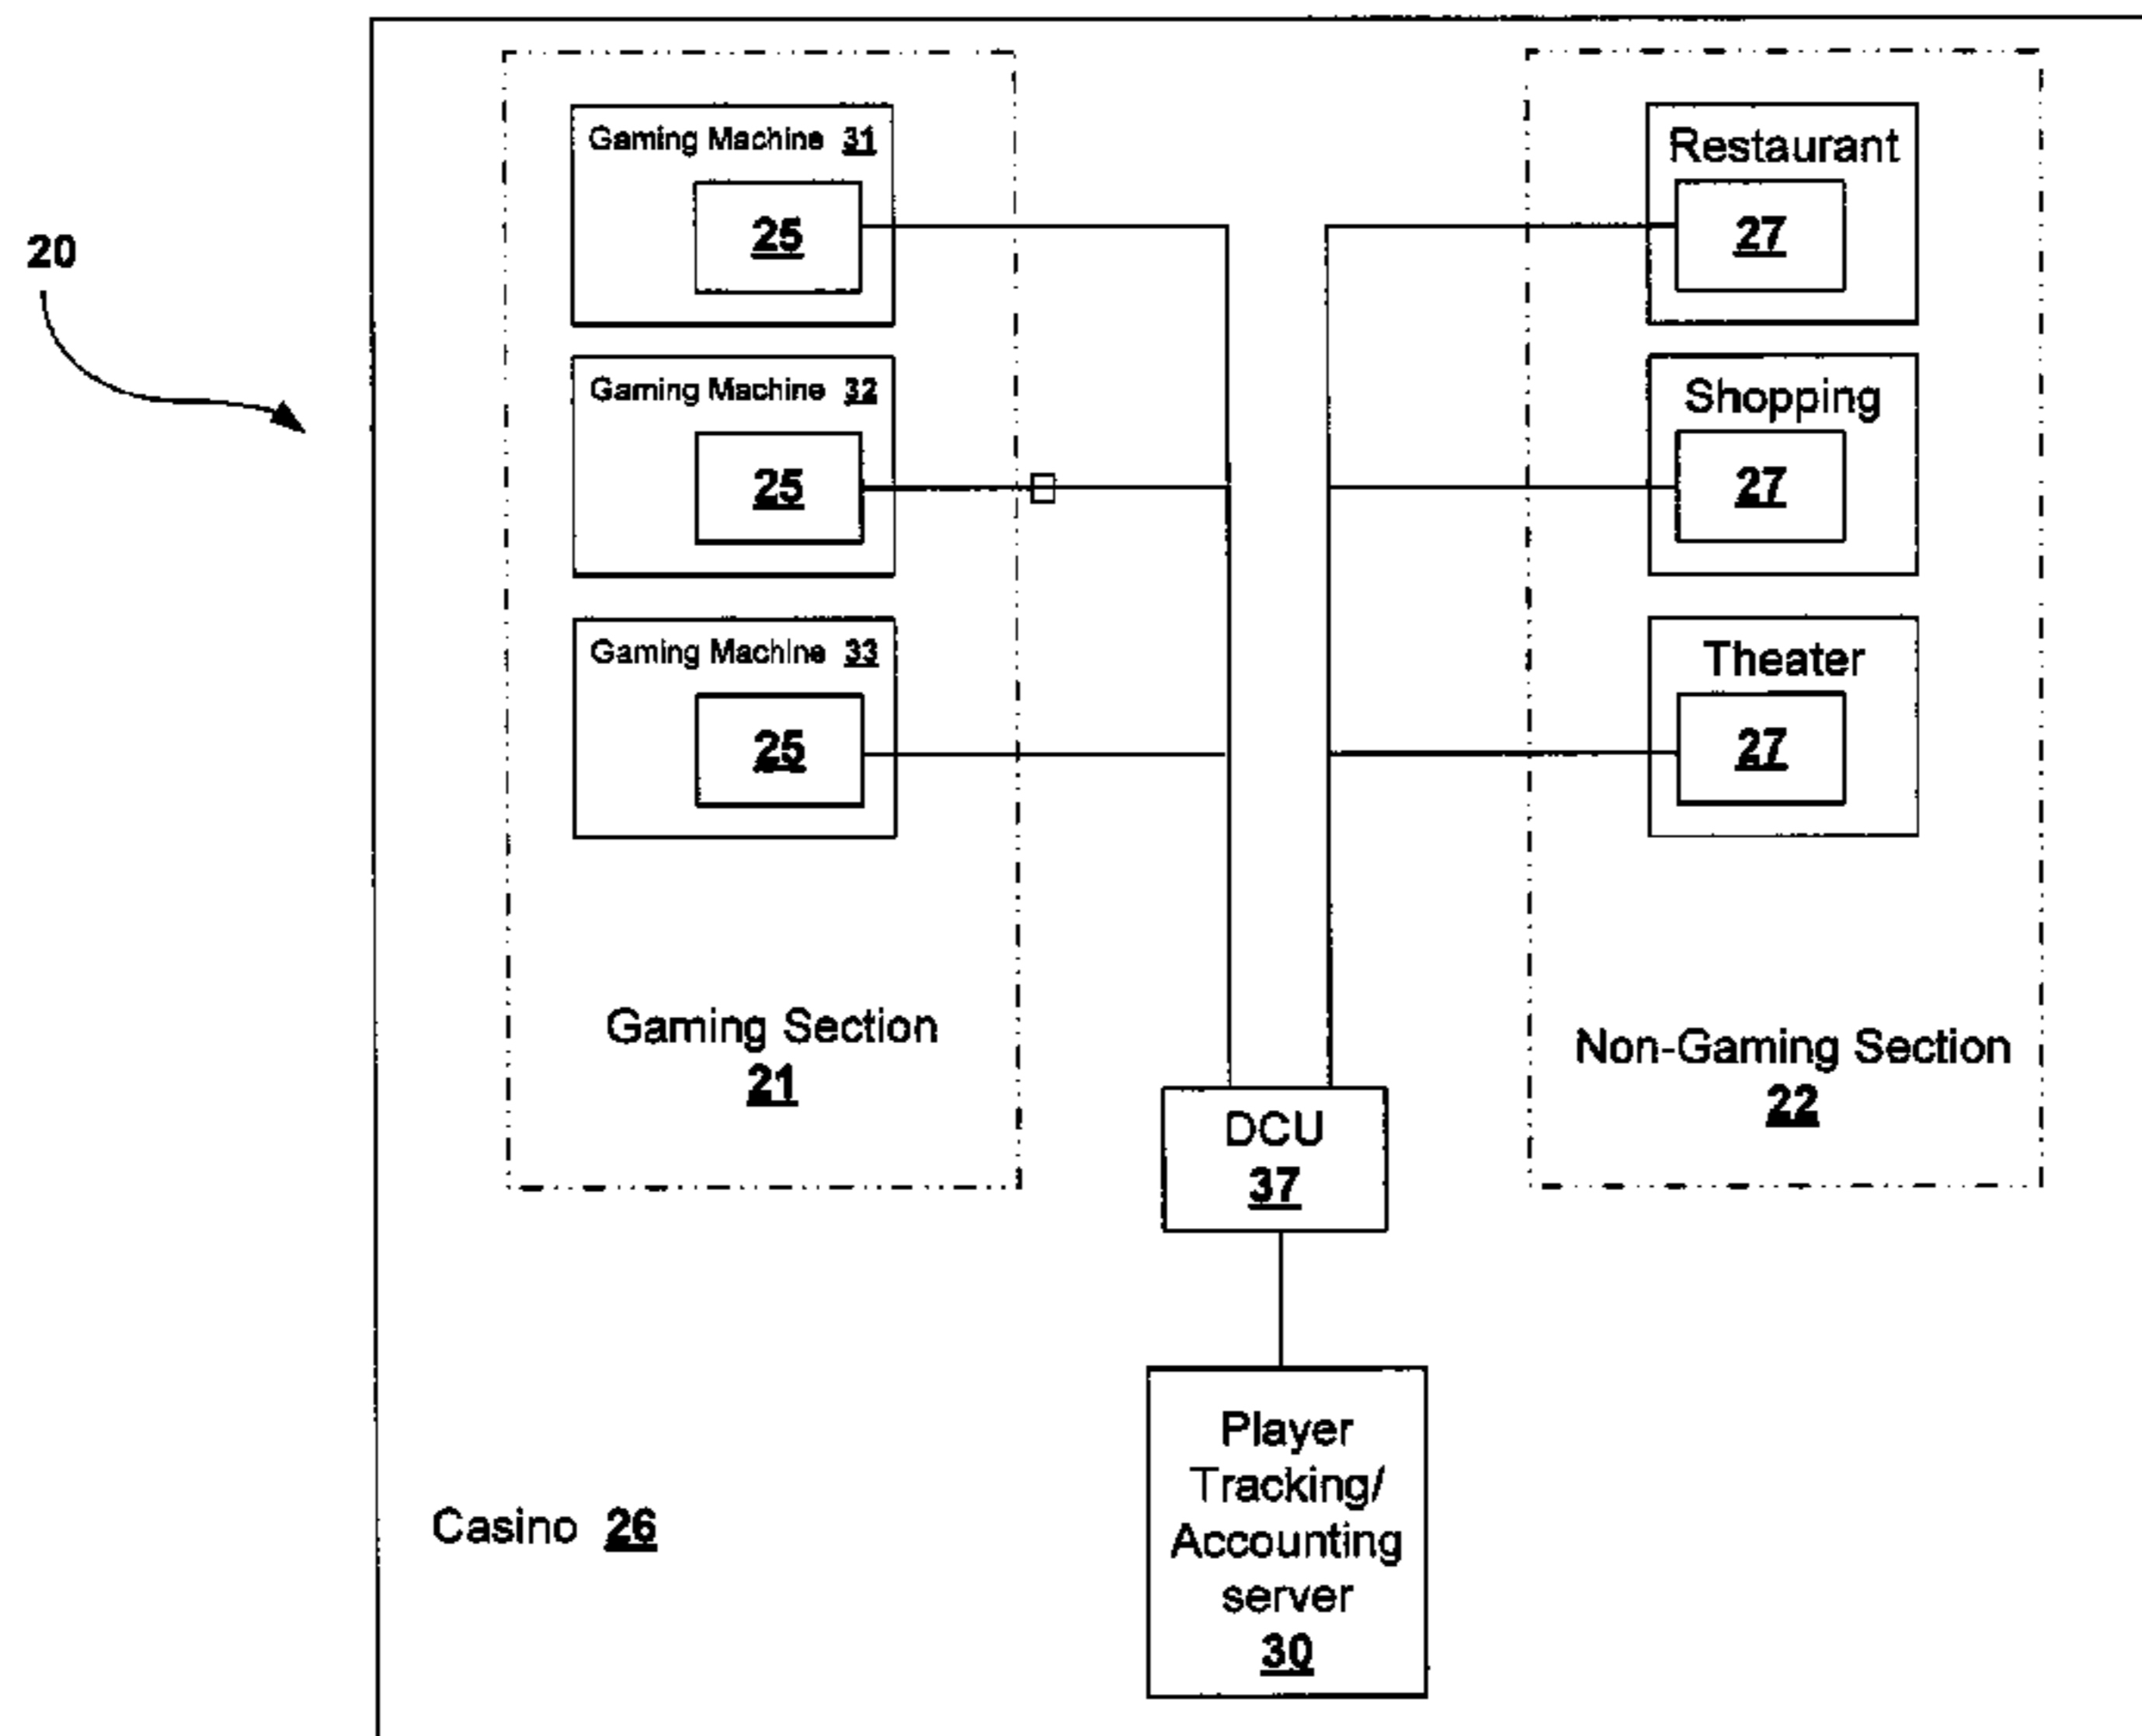 20
Gaming Machine 31
25
Gaming Machine 32
25
Gaming Machine 33
25
Gaming Section
21
Restaurant
27
Shopping
27
Theater
27
Non-Gaming Section
22
DCU
37
Player
Tracking/
Accounting
server
30
Casino 26